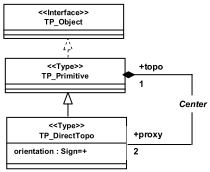 <<Interface>>
TP_Object
<<Type>>
TP_Primitive
+topo
1
Center
<<Type>>
TP_DirectTopo
orientation : Sign=+
+proxy
2